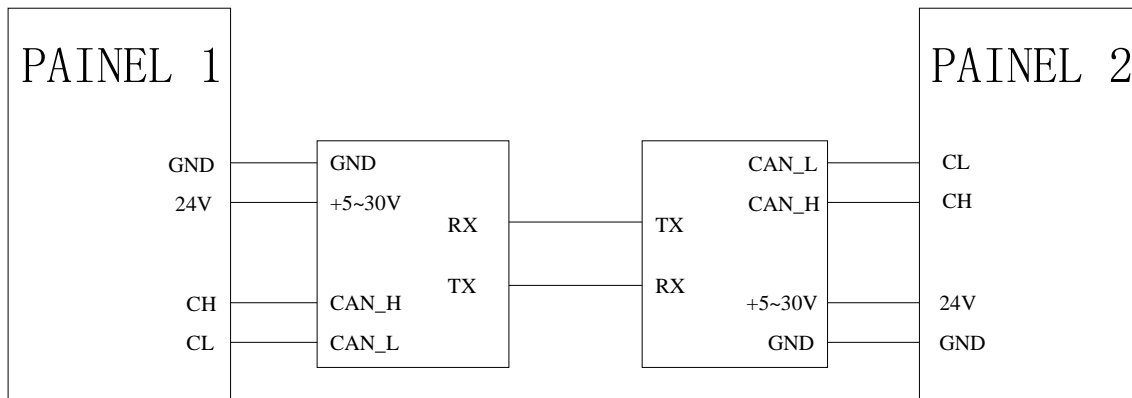 PAINEL 1
GND
24V
CH
CL
GND
+5~30V
RX
TX
CAN_H
CAN_L
CAN_L
CAN_H
TX
RX
+5~30V
GND
PAINEL 2
CL
CH
24V
GND